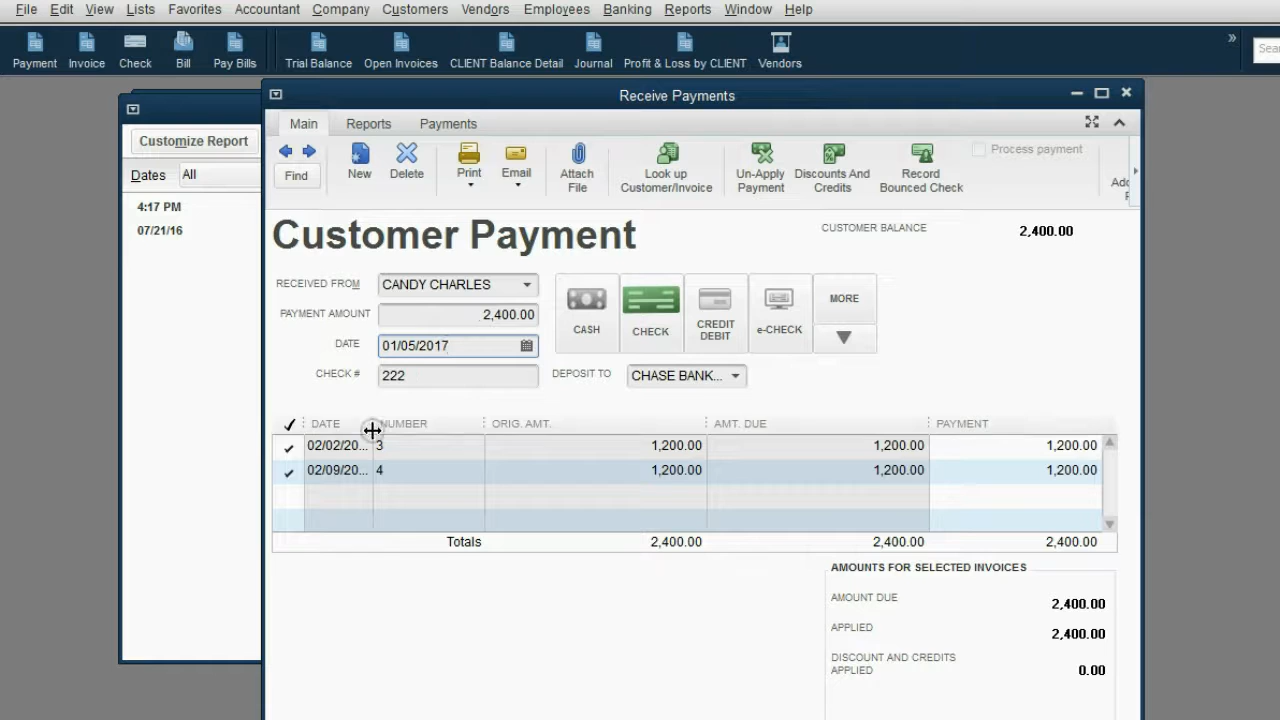 File Edit View Lists Favorites Accountant Company Customers Vendors Employees Banking Reports Window Help
Payment Invoice Check Bill Pay Bills Trial Balance Open Invoices CLIENT Balance Detail Journal Profit & Loss by CLIENT Vendors » Sear
Receive Payments
Customize Report
Dates All
4:17 PM
07/21/16
Main Reports Payments
Find New Delete Print Email Attach File Look up Customer/Invoice Un-Apply Payment Discounts And Credits Record Bounced Check Process payment
Customer Payment
CUSTOMER BALANCE 2,400.00
RECEIVED FROM CANDY CHARLES
PAYMENT AMOUNT 2,400.00
DATE 01/05/2017
CHECK # 222
CASH CHECK CREDIT DEBIT e-CHECK MORE
DEPOSIT TO CHASE BANK...
DATE NUMBER ORIG. AMT. AMT. DUE PAYMENT
02/02/20... 3 1,200.00 1,200.00 1,200.00
02/09/20... 4 1,200.00 1,200.00 1,200.00
Totals 2,400.00 2,400.00 2,400.00
AMOUNTS FOR SELECTED INVOICES
AMOUNT DUE 2,400.00
APPLIED 2,400.00
DISCOUNT AND CREDITS
APPLIED 0.00